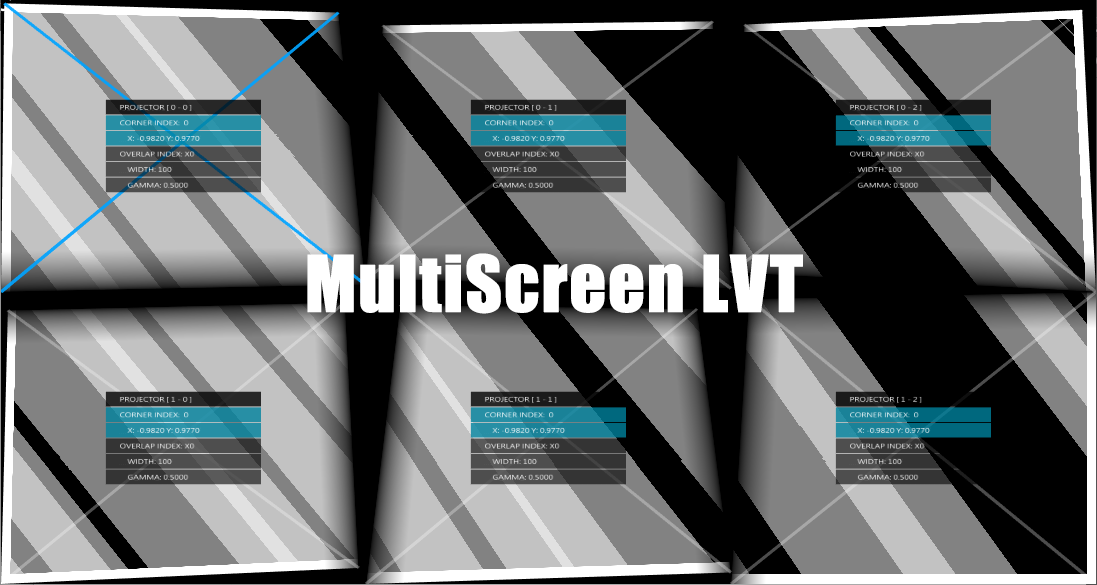 PROJECTOR [ 0 - 0 ]
CORNER INDEX: 0
X: -0.9820 Y: 0.9770
OVERLAP INDEX: X0
WIDTH: 100
GAMMA: 0.5000
PROJECTOR [ 0 - 1 ]
CORNER INDEX: 0
X: -0.9820 Y: 0.9770
OVERLAP INDEX: X0
WIDTH: 100
GAMMA: 0.5000
PROJECTOR [ 0 - 2 ]
CORNER INDEX: 0
X: -0.9820 Y: 0.9770
OVERLAP INDEX: X0
WIDTH: 100
GAMMA: 0.5000
MultiScreen LVT
PROJECTOR [ 1 - 0 ]
CORNER INDEX: 0
X: -0.9820 Y: 0.9770
OVERLAP INDEX: X0
WIDTH: 100
GAMMA: 0.5000
PROJECTOR [ 1 - 1 ]
CORNER INDEX: 0
X: -0.9820 Y: 0.9770
OVERLAP INDEX: X0
WIDTH: 100
GAMMA: 0.5000
PROJECTOR [ 1 - 2 ]
CORNER INDEX: 0
X: -0.9820 Y: 0.9770
OVERLAP INDEX: X0
WIDTH: 100
GAMMA: 0.5000